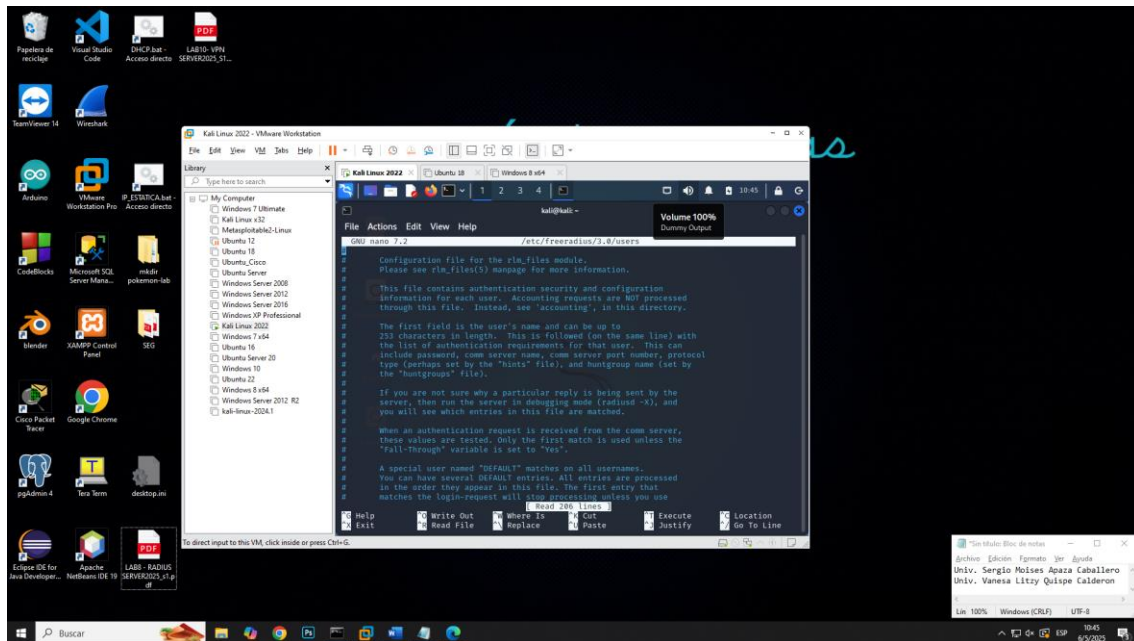 Papelera de
reciclaje
Visual Studio
Code
DHCP.bat -
Acceso directo
PDF
LAB10- VPN
SERVER2025_S1...
TeamViewer 14
Wireshark
Arduino
VMware
Workstation Pro
IP_ESTATICA.bat -
Acceso directo
CodeBlocks
Microsoft SQL
Server Mana...
mkdir
pokemon-lab
blender
XAMPP Control
Panel
SEG
Cisco Packet
Tracer
Google Chrome
pgAdmin 4
Tera Term
desktop.ini
Eclipse IDE for
Java Developer...
Apache
NetBeans IDE 19
PDF
LAB8 - RADIUS
SERVER2025_s1.p
df
Kali Linux 2022 - VMware Workstation
File Edit View VM Tabs Help
Library
Type here to search
My Computer
Windows 7 Ultimate
Kali Linux x32
Metasploitable2-Linux
Ubuntu 12
Ubuntu 18
Ubuntu_Cisco
Ubuntu Server
Windows Server 2008
Windows Server 2012
Windows Server 2016
Windows XP Professional
Kali Linux 2022
Windows 7 x64
Ubuntu 16
Ubuntu Server 20
Windows 10
Ubuntu 22
Windows 8 x64
Windows Server 2012 R2
kali-linux-2024.1
Kali Linux 2022
Ubuntu 18
Windows 8 x64
1 2 3 4
10:45
kali@kali: ~
Volume 100%
Dummy Output
File Actions Edit View Help
GNU nano 7.2 /etc/freeradius/3.0/users
#
# Configuration file for the rlm_files module.
# Please see rlm_files(5) manpage for more information.
#
# This file contains authentication security and configuration
# information for each user. Accounting requests are NOT processed
# through this file. Instead, see 'accounting', in this directory.
#
# The first field is the user's name and can be up to
# 253 characters in length. This is followed (on the same line) with
# the list of authentication requirements for that user. This can
# include password, comm server name, comm server port number, protocol
# type (perhaps set by the "hints" file), and huntgroup name (set by
# the "huntgroups" file).
#
# If you are not sure why a particular reply is being sent by the
# server, then run the server in debugging mode (radiusd -X), and
# you will see which entries in this file are matched.
#
# When an authentication request is received from the comm server,
# these values are tested. Only the first match is used unless the
# "Fall-Through" variable is set to "Yes".
#
# A special user named "DEFAULT" matches on all usernames.
# You can have several DEFAULT entries. All entries are processed
# in the order they appear in this file. The first entry that
# matches the login-request will stop processing unless you use
[ Read 206 lines ]
^G Help ^O Write Out ^W Where Is ^K Cut ^T Execute ^C Location
^X Exit ^R Read File ^\ Replace ^U Paste ^J Justify ^/ Go To Line
To direct input to this VM, click inside or press Ctrl+G.
*Sin título: Bloc de notas
Archivo Edición Formato Ver Ayuda
Univ. Sergio Moises Apaza Caballero
Univ. Vanesa Litzy Quispe Calderon
Lín 100% Windows (CRLF) UTF-8
Buscar
ESP
10:45
6/5/2025